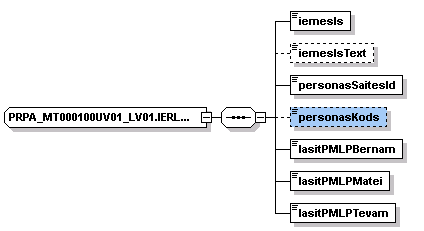 iemesls
iemeslsText
personasSaitesId
PRPA_MT000100UV01_LV01.IERL...
personasKods
lasitPMLPBernam
lasitPMLPMatei
lasitPMLPTevam